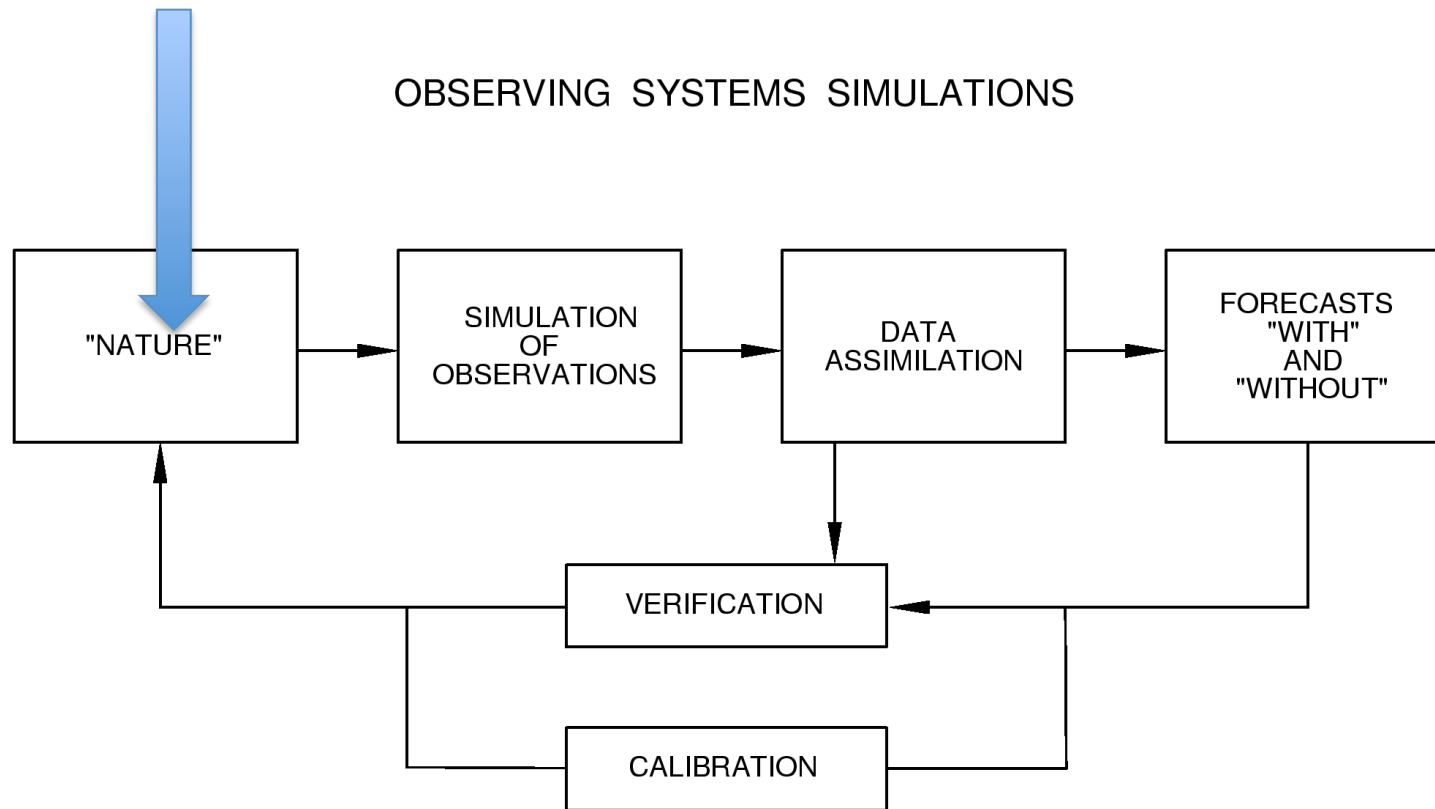 OBSERVING SYSTEMS SIMULATIONS
"NATURE"
SIMULATION
OF
OBSERVATIONS
DATA
ASSIMILATION
FORECASTS
"WITH"
AND
"WITHOUT"
VERIFICATION
CALIBRATION